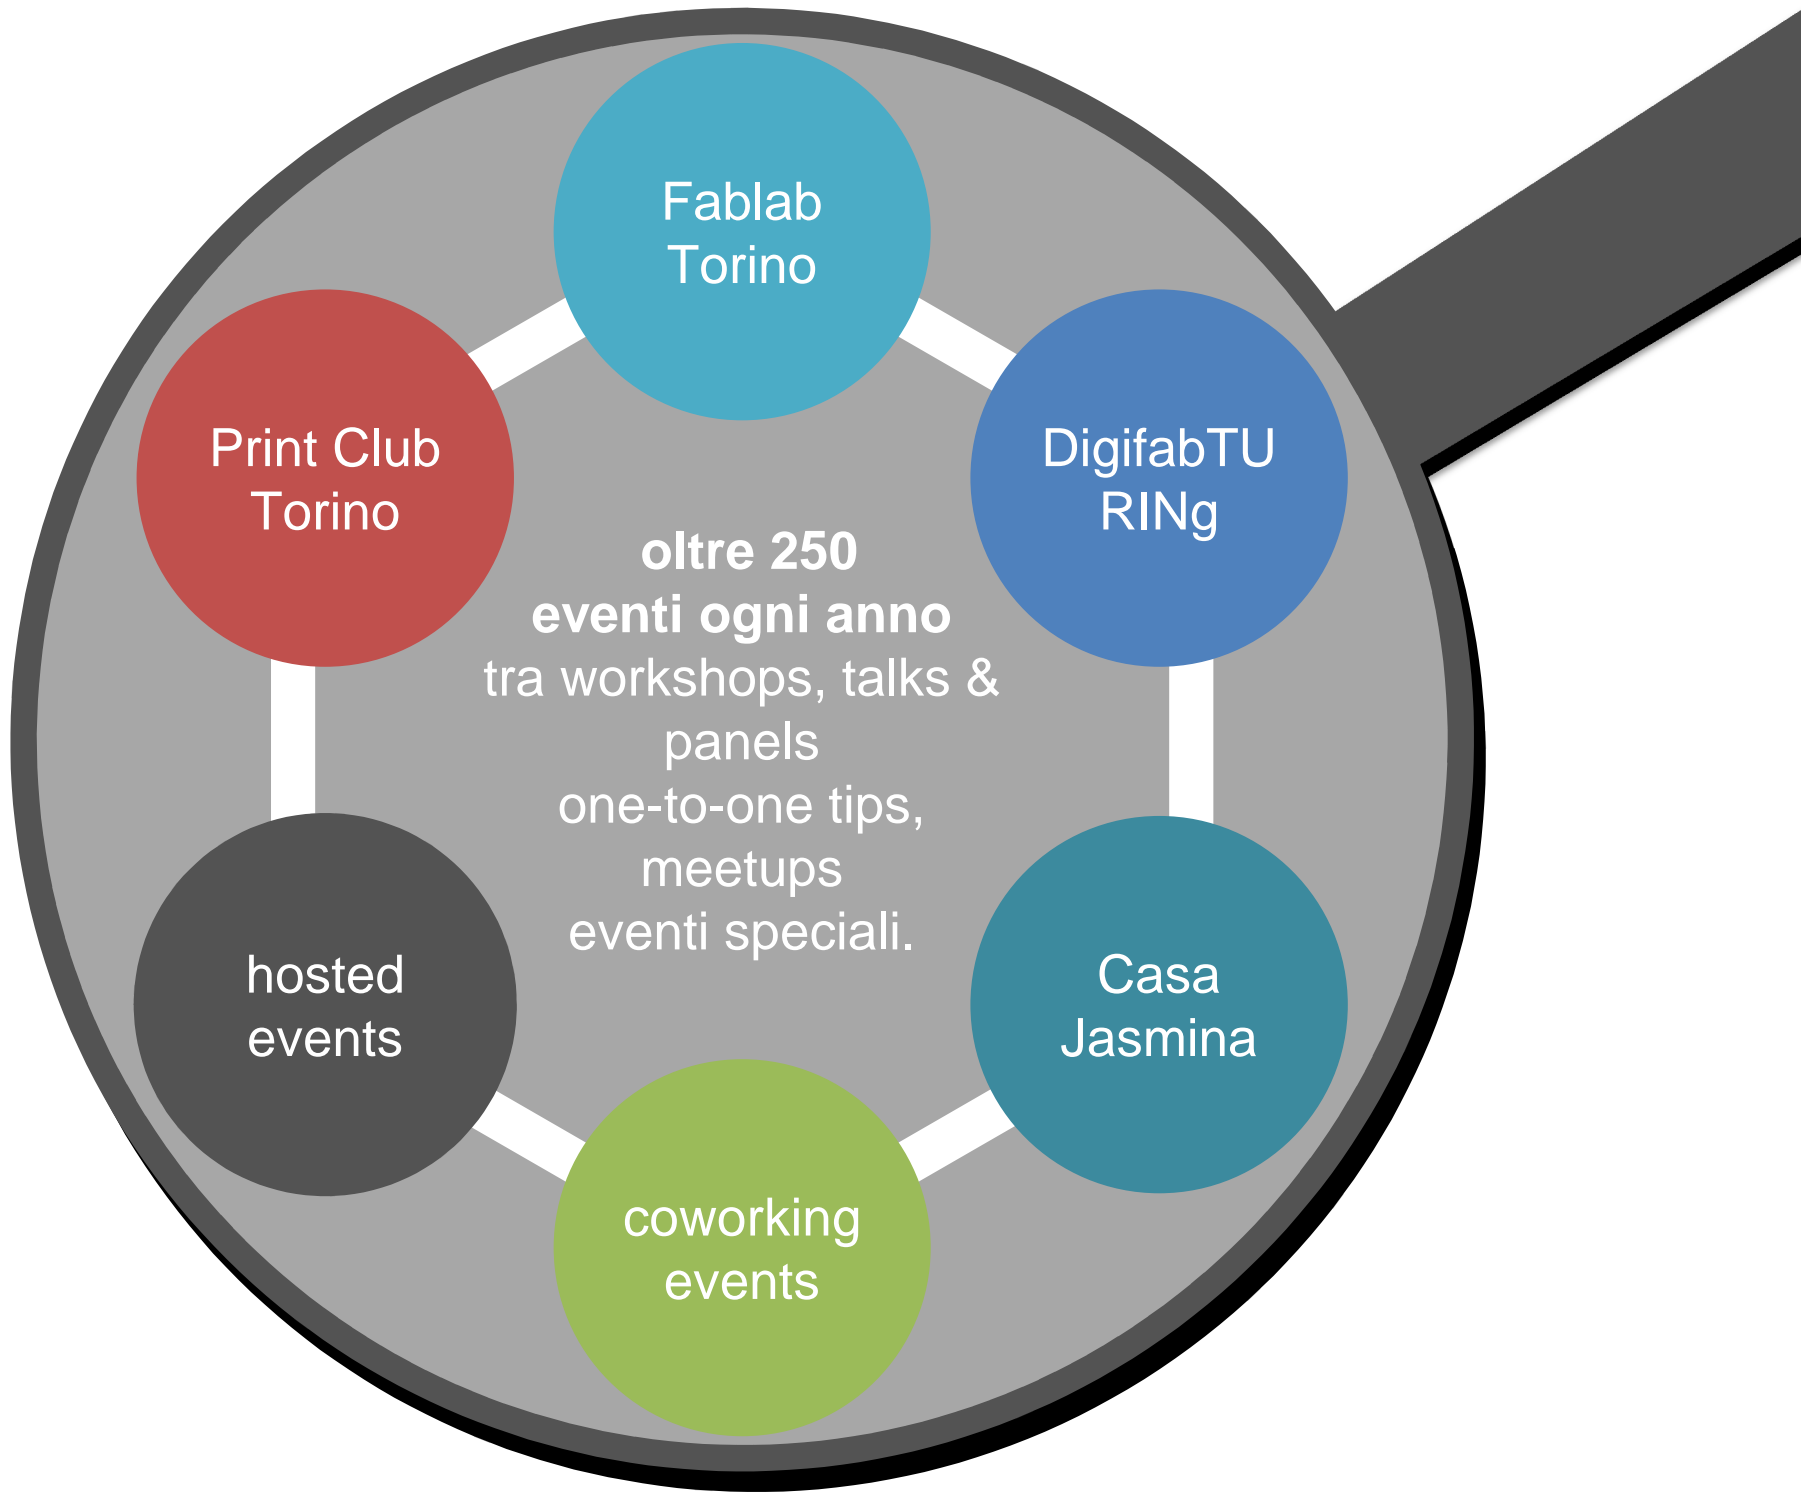 Fablab
Torino
Print Club
Torino
DigifabTU
RINg
oltre 250
eventi ogni anno
tra workshops, talks &
panels
one-to-one tips,
meetups
eventi speciali.
hosted
events
Casa
Jasmina
coworking
events